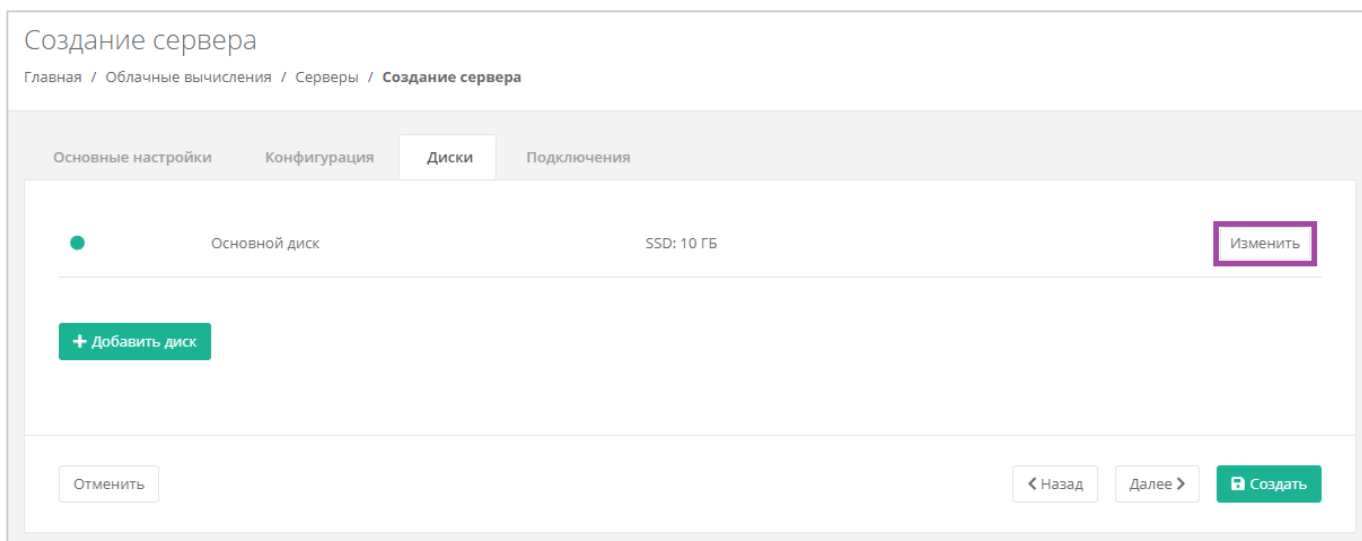 Создание сервера
Главная / Облачные вычисления / Серверы / Создание сервера
Основные настройки Конфигурация Диски Подключения
Основной диск SSD: 10 ГБ Изменить
+ Добавить диск
Отменить Назад Далее Создать